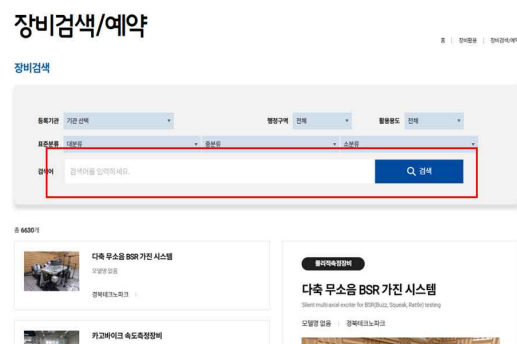 장비검색/예약
홈 | 장비활용 | 장비검색/예약
장비검색
등록기관 기관 선택 행정구역 전체 활용용도 전체
표준분류 대분류 중분류 소분류
검색어 검색어를 입력하세요. 검색
총 6630개
다축 무소음 BSR 가진 시스템
모델명 없음
경북테크노파크
카고바이크 속도측정장비
물리적측정장비
다축 무소음 BSR 가진 시스템
Silent multi-axial exciter for BSR(Buzz, Squeak, Rattle) testing
모델명 없음 | 경북테크노파크